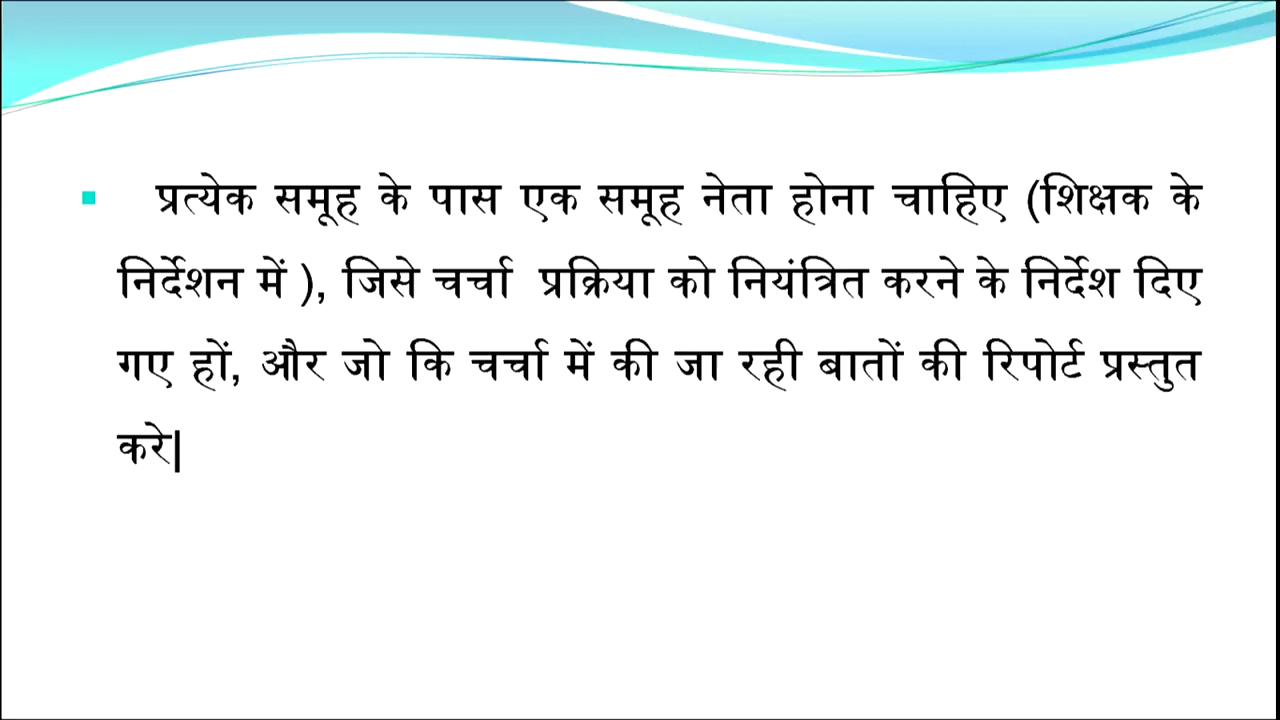 प्रत्येक समूह के पास एक समूह नेता होना चाहिए (शिक्षक के
निर्देशन में ), जिसे चर्चा प्रक्रिया को नियंत्रित करने के निर्देश दिए
गए हों, और जो कि चर्चा में की जा रही बातों की रिपोर्ट प्रस्तुत
करे|